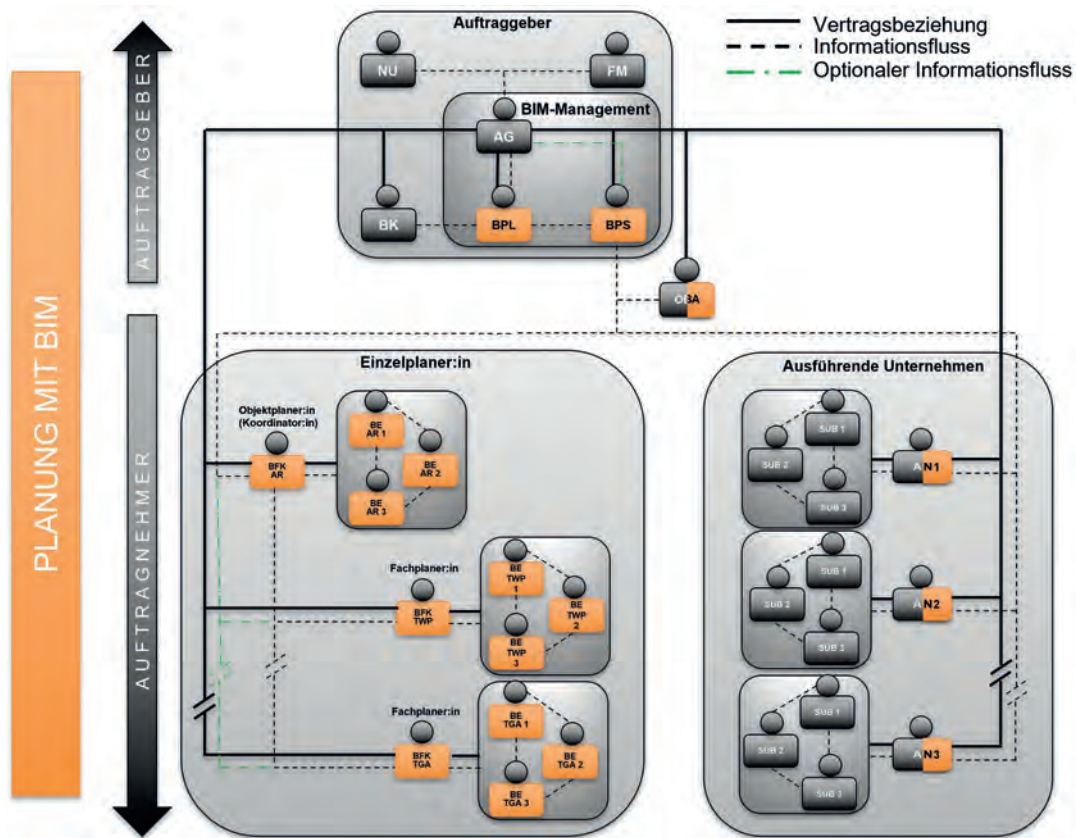 Auftraggeber
Vertragsbeziehung
Informationsfluss
Optionaler Informationsfluss
NU
FM
BIM-Management
AG
BK
BPL
BPS
OBA
PLANUNG MIT BIM
AUFTRAGGEBER
AUFTRAGNEHMER
Einzelplaner:in
Objektplaner:in
(Koordinator:in)
BFK
AR
BE
AR 1
BE
AR 2
BE
AR 3
Fachplaner:in
BFK
TWP
BE
TWP
1
BE
TWP
2
BE
TWP
3
Fachplaner:in
BFK
TGA
BE
TGA 1
BE
TGA 2
BE
TGA 3
Ausführende Unternehmen
SUB 1
SUB 2
SUB 3
AN1
SUB 1
SUB 2
SUB 3
AN2
SUB 1
SUB 2
SUB 3
AN3